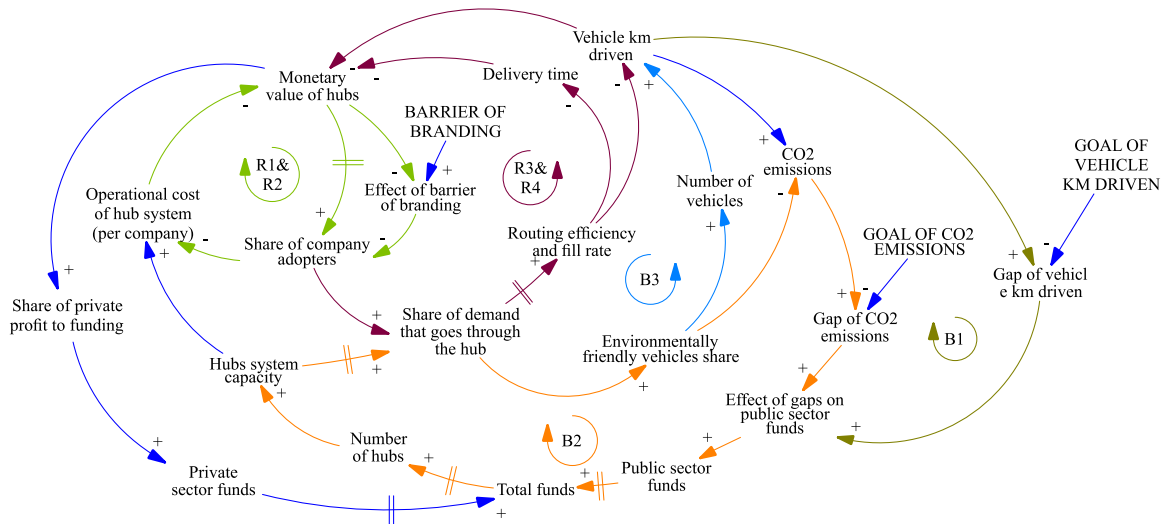 Vehicle km
driven
Monetary
value of hubs
-
-
Delivery time
-
-
+
-
BARRIER OF
BRANDING
+
CO2
emissions
-
GOAL OF
VEHICLE
KM DRIVEN
R1&
R2
-
+
Effect of barrier
of branding
R3&
R4
Number of
vehicles
+
Operational cost
of hub system
(per company)
+
-
+
Share of company
adopters
-
Routing efficiency
and fill rate
+
GOAL OF CO2
EMISSIONS
-
+
Gap of vehicl
e km driven
+
Share of private
profit to funding
B3
+
-
Gap of CO2
emissions
B1
+
Share of demand
that goes through
the hub
+
Environmentally
friendly vehicles share
+
Hubs system
capacity
+
+
Effect of gaps on
public sector
funds
+
+
Private
sector funds
Number
of hubs
+
B2
+
Public sector
funds
+
Total funds
+